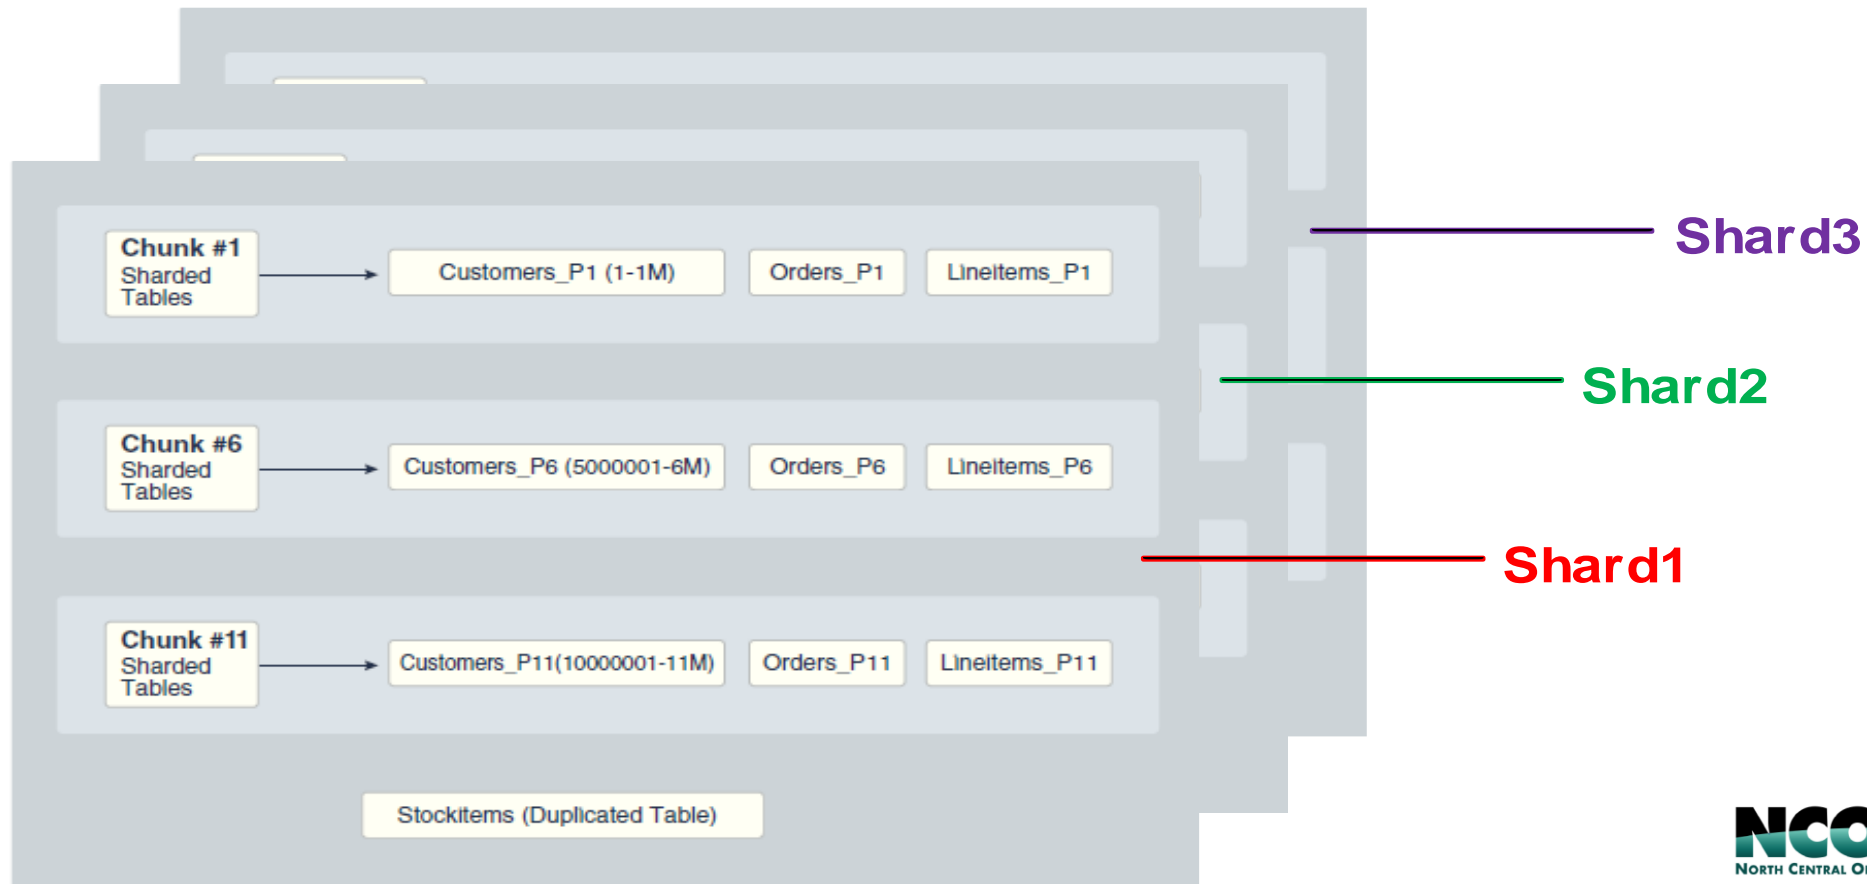 Chunk #1
Sharded
Tables
Customers_P1 (1-1M)
Orders_P1
Lineitems_P1
Chunk #6
Sharded
Tables
Customers_P6 (5000001-6M)
Orders_P6
Lineitems_P6
Chunk #11
Sharded
Tables
Customers_P11(10000001-11M)
Orders_P11
Lineitems_P11
Stockitems (Duplicated Table)
Shard3
Shard2
Shard1
NORTH CENTRAL